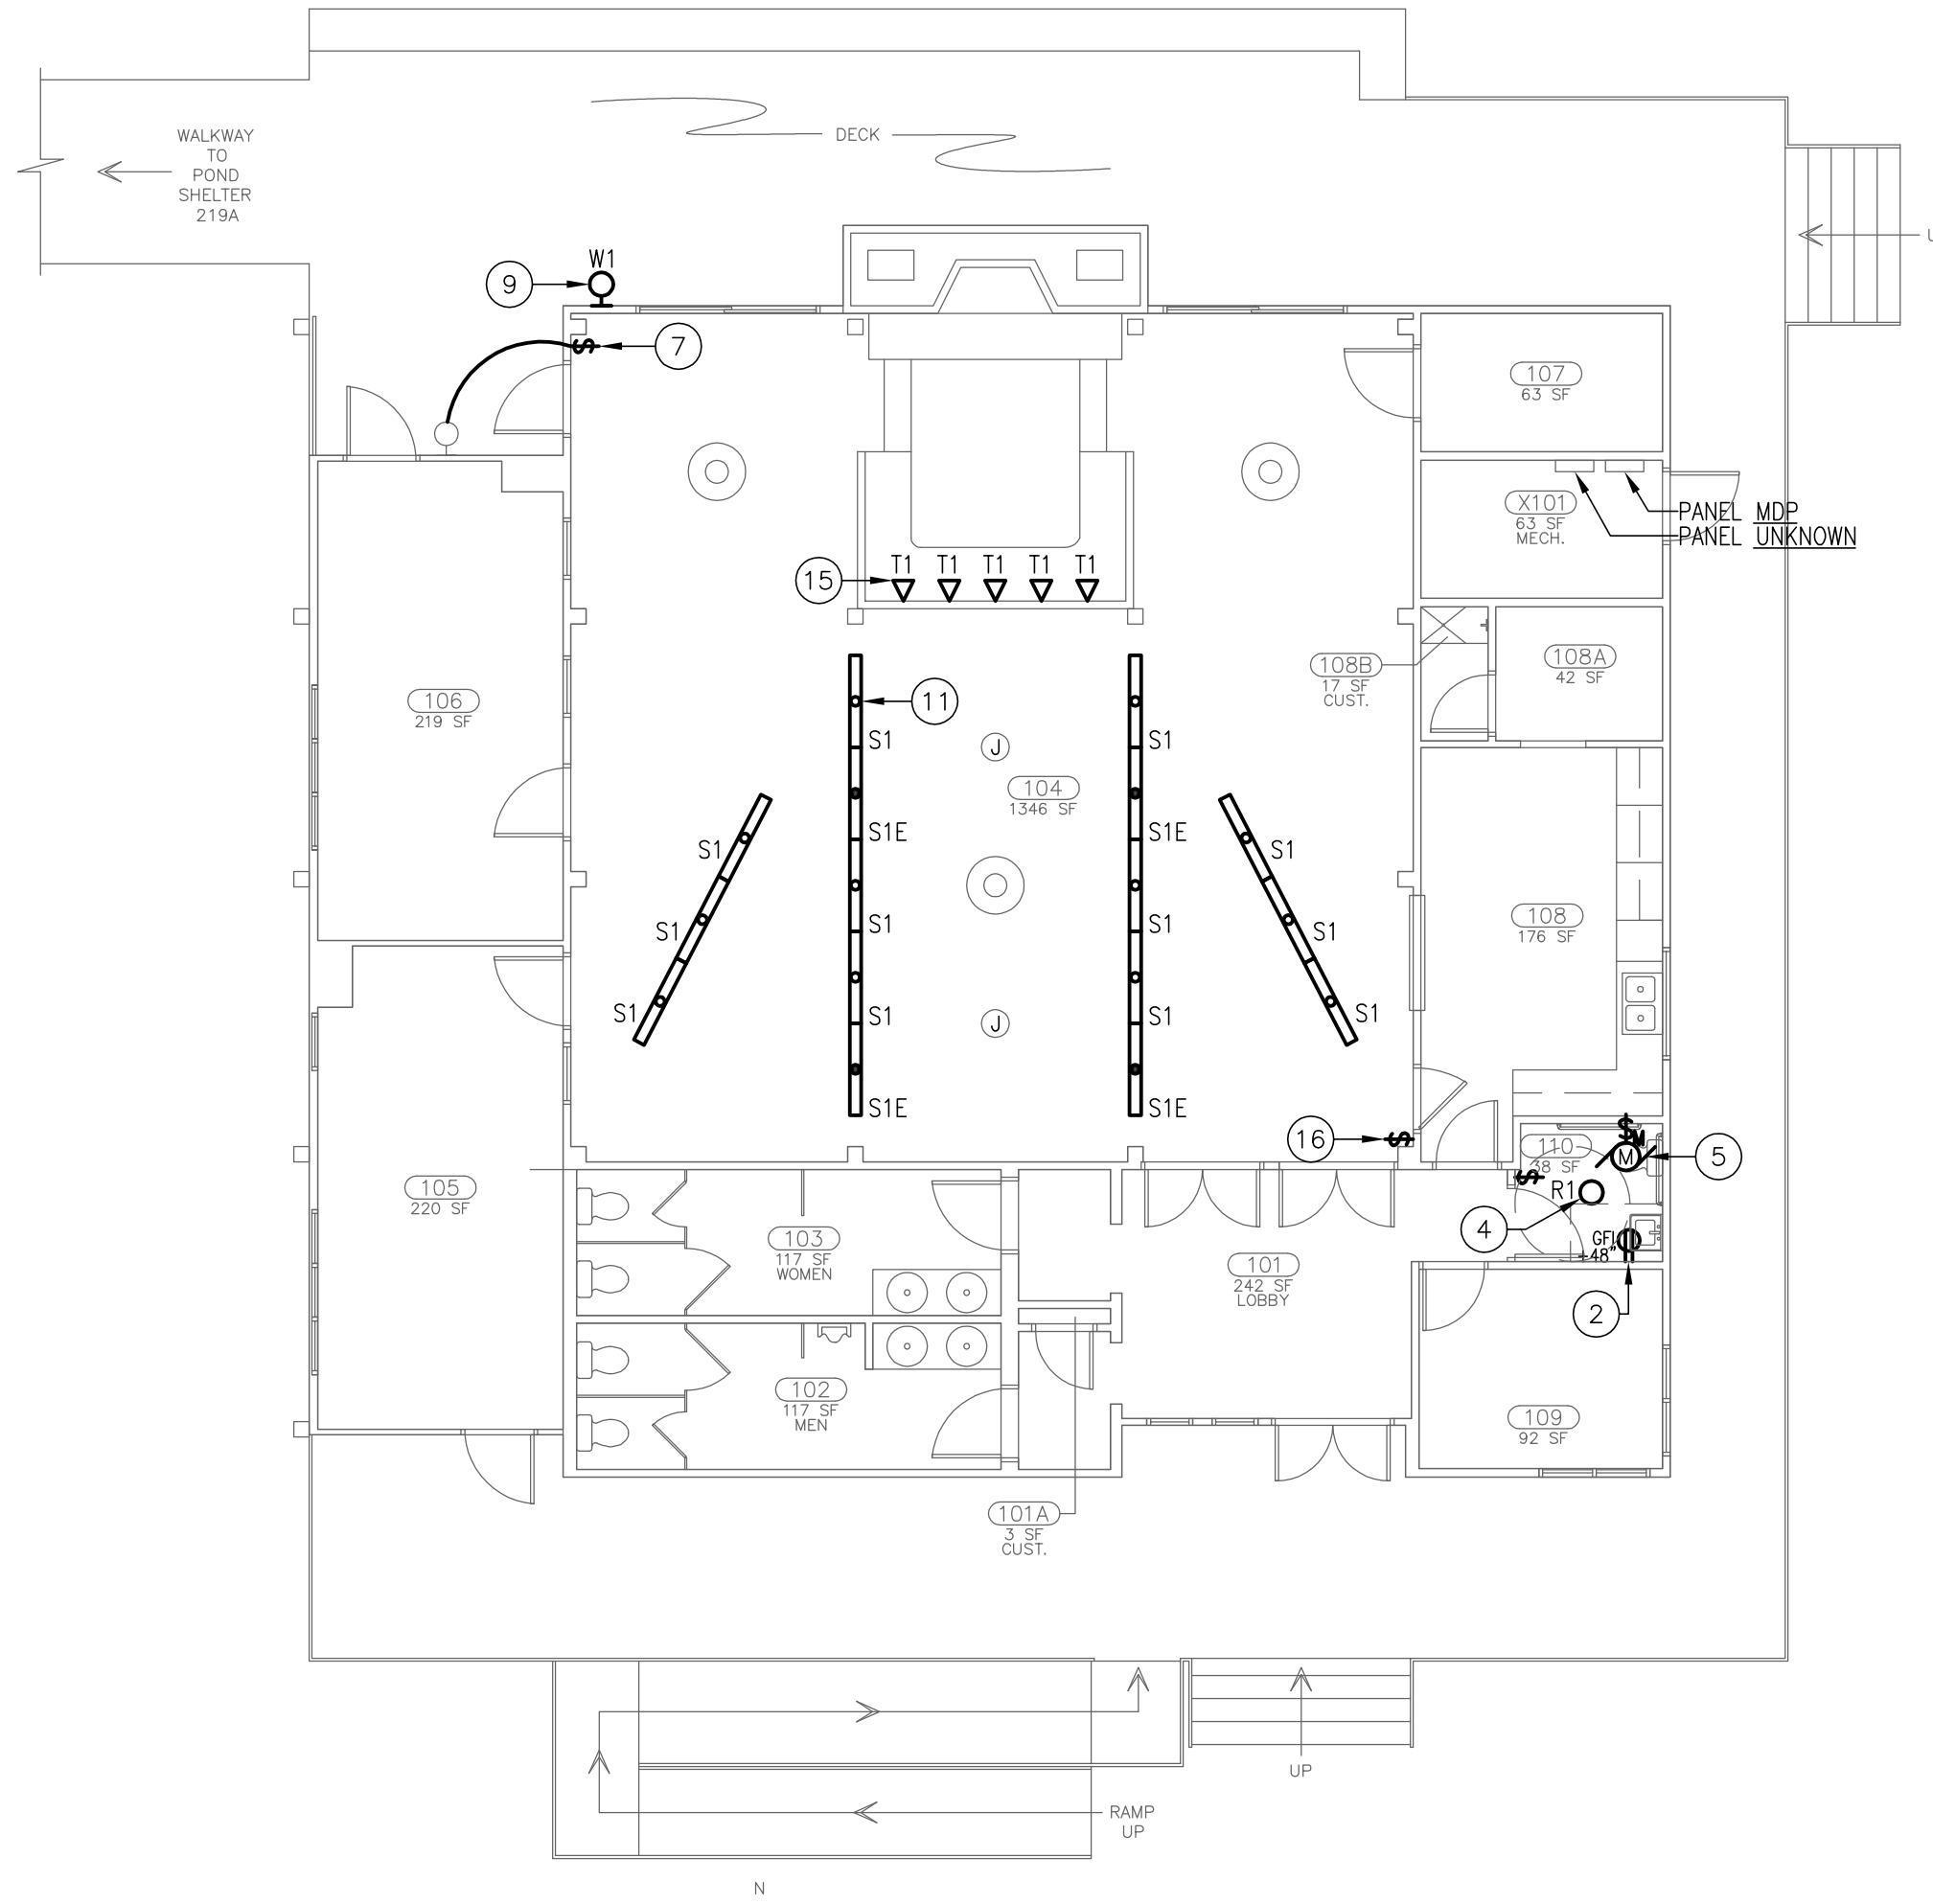 WALKWAY
TO
POND
SHELTER
219A
DECK
U
W1
9
7
107
63 SF
X101
63 SF
MECH.
PANEL MDP
PANEL UNKNOWN
T1 T1 T1 T1 T1
15
108B
17 SF
CUST.
108A
42 SF
106
219 SF
11
S1
J
S1
104
1346 SF
S1E
S1E
S1
S1
S1
S1
S1
S1
108
176 SF
S1
S1
S1
J
S1
S1
S1E
S1E
16
$
$
$
$M
M
110
38 SF
5
R1
4
GFI
+48"
2
105
220 SF
103
117 SF
WOMEN
101
242 SF
LOBBY
102
117 SF
MEN
109
92 SF
101A
3 SF
CUST.
UP
RAMP
UP
N